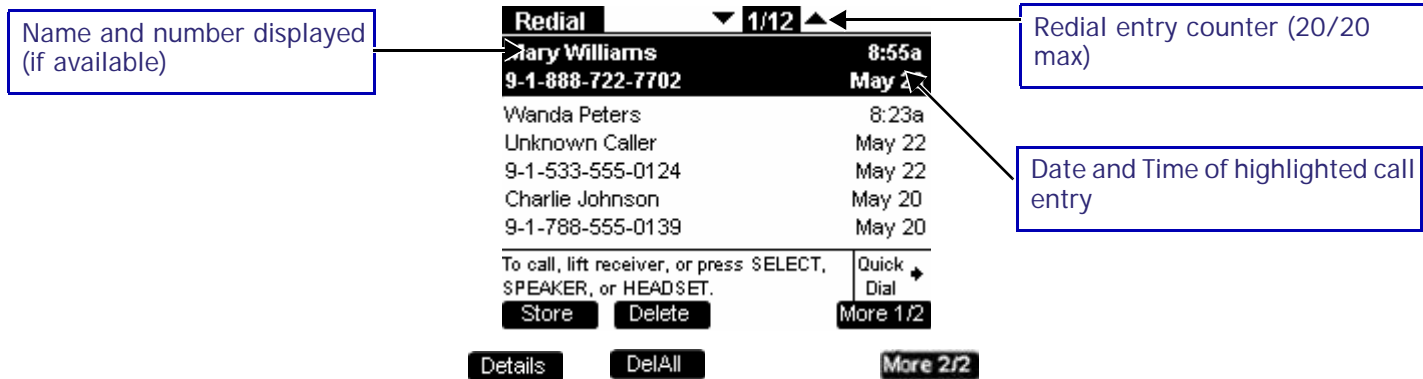 Name and number displayed
(if available)
Redial 1/12
Mary Williams 8:55a
9-1-888-722-7702 May
Wanda Peters 8:23a
Unknown Caller May 22
9-1-533-555-0124 May 22
Charlie Johnson May 20
9-1-788-555-0139 May 20
To call, lift receiver, or press SELECT,
SPEAKER, or HEADSET.
Quick
Dial
Store Delete More 1/2
Details DelAll More 2/2
Redial entry counter (20/20
max)
Date and Time of highlighted call
entry